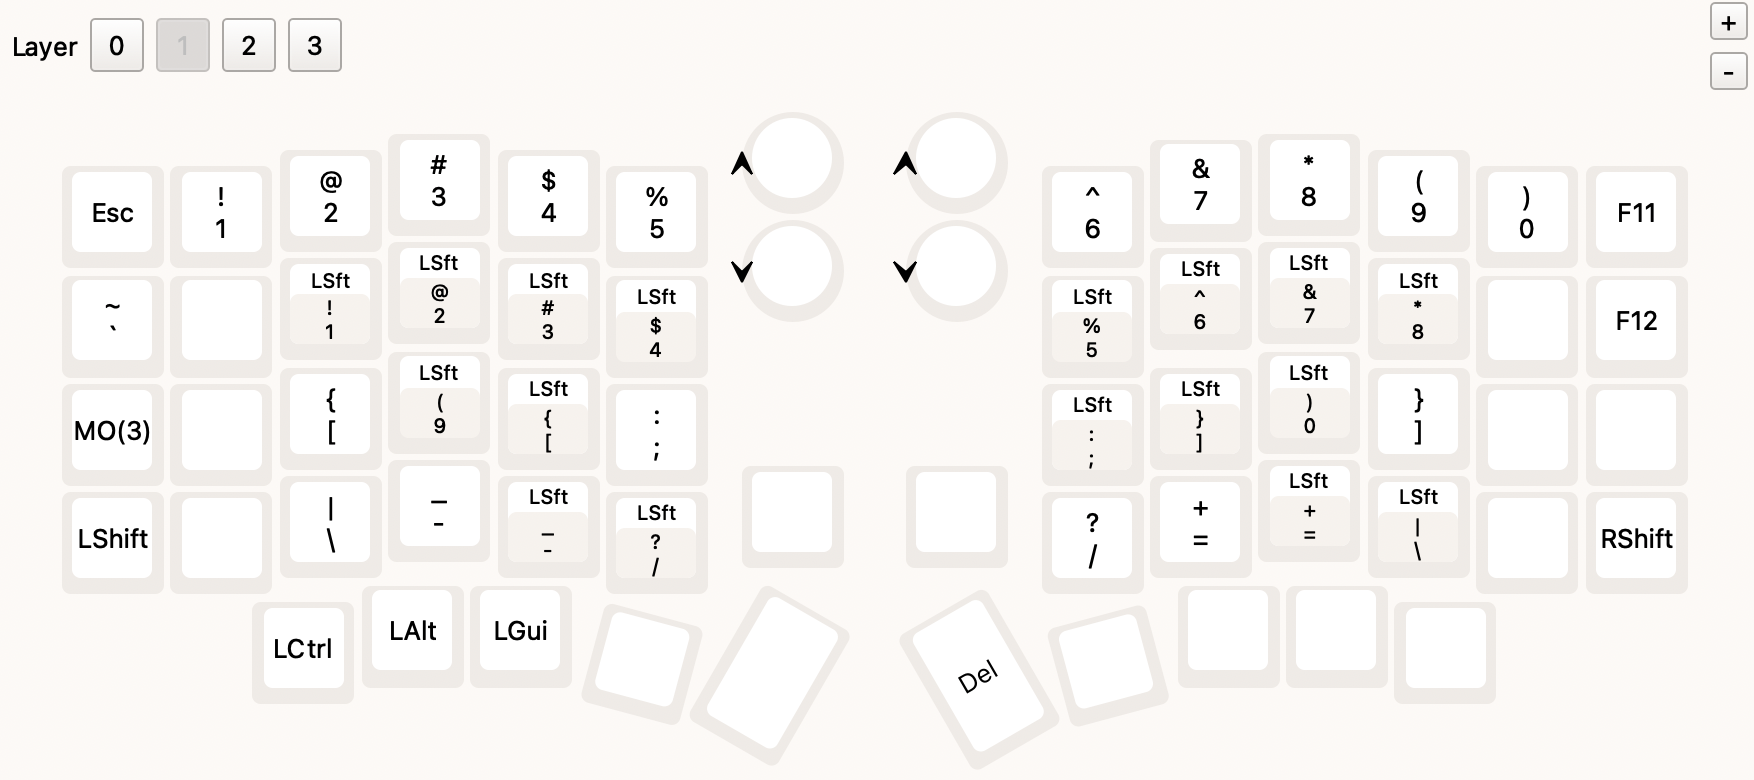 Layer 0 1 2 3
+
-
Esc
!
1
@
2
#
3
$
4
%
5
^
6
&
7
*
8
(
9
)
0
F11
~
`
LSft
!
1
LSft
@
2
LSft
#
3
LSft
$
4
LSft
%
5
LSft
^
6
LSft
&
7
LSft
*
8
F12
MO(3)
{
[
LSft
(
9
LSft
{
[
:
;
LSft
:
;
LSft
}
]
LSft
)
0
}
]
LShift
|
\
_
-
LSft
_
-
LSft
?
/
?
/
+
=
LSft
+
=
LSft
|
\
RShift
LCtrl
LAlt
LGui
Del